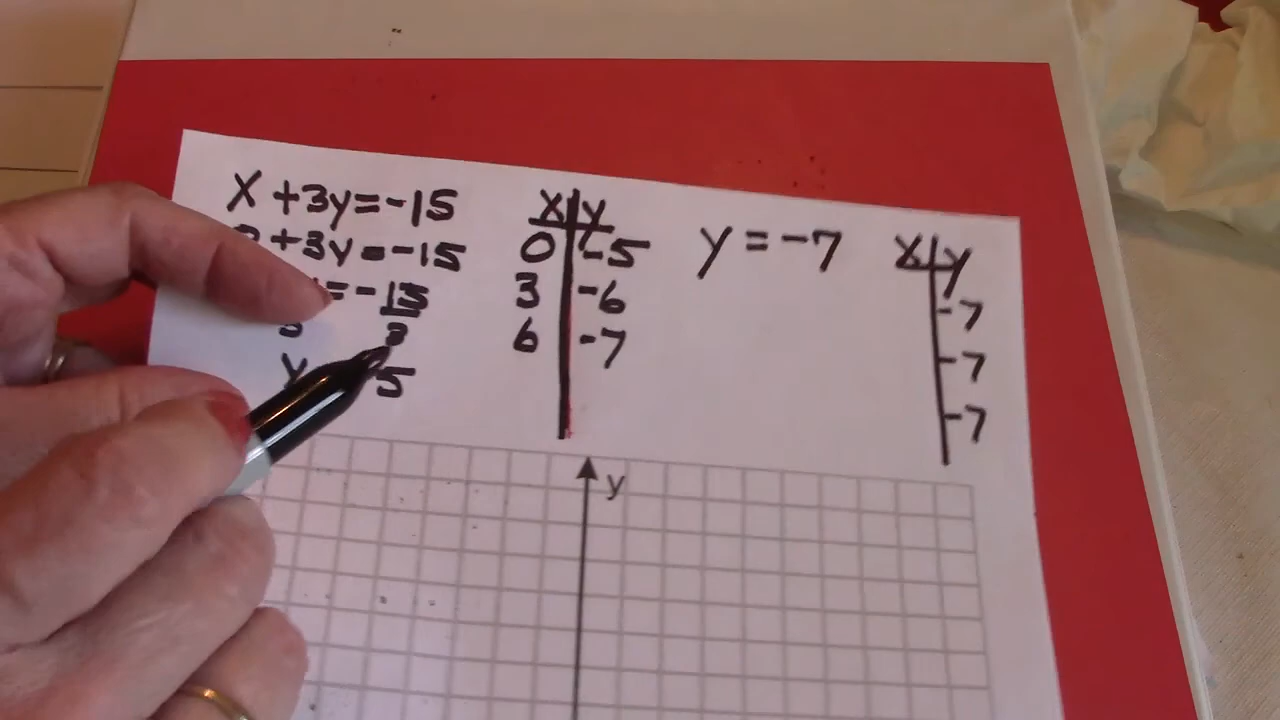 X + 3y = -15
+ 3y = -15
= -15
3
y 5
X y
0 -5
3 -6
6 -7
y = -7
X y
-7
-7
-7
y